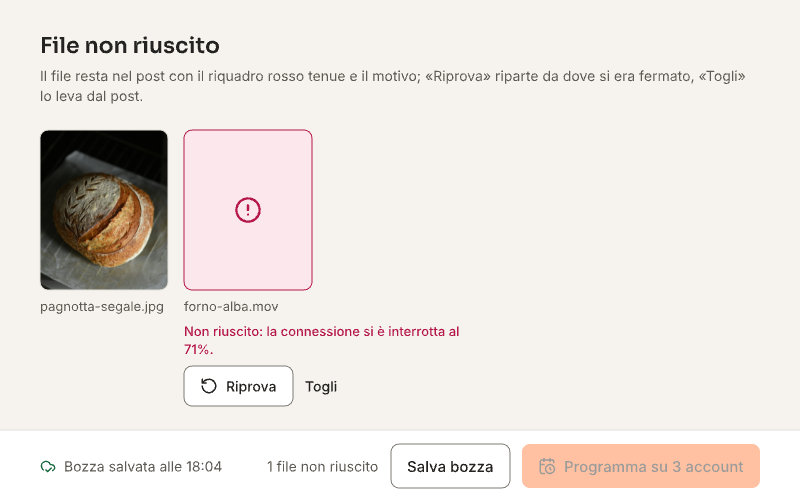 File non riuscito
Il file resta nel post con il riquadro rosso tenue e il motivo; «Riprova» riparte da dove si era fermato, «Togli»
lo leva dal post.
pagnotta-segale.jpg
forno-alba.mov
Non riuscito: la connessione si è interrotta al
71%.
Riprova
Togli
Bozza salvata alle 18:04
1 file non riuscito
Salva bozza
Programma su 3 account